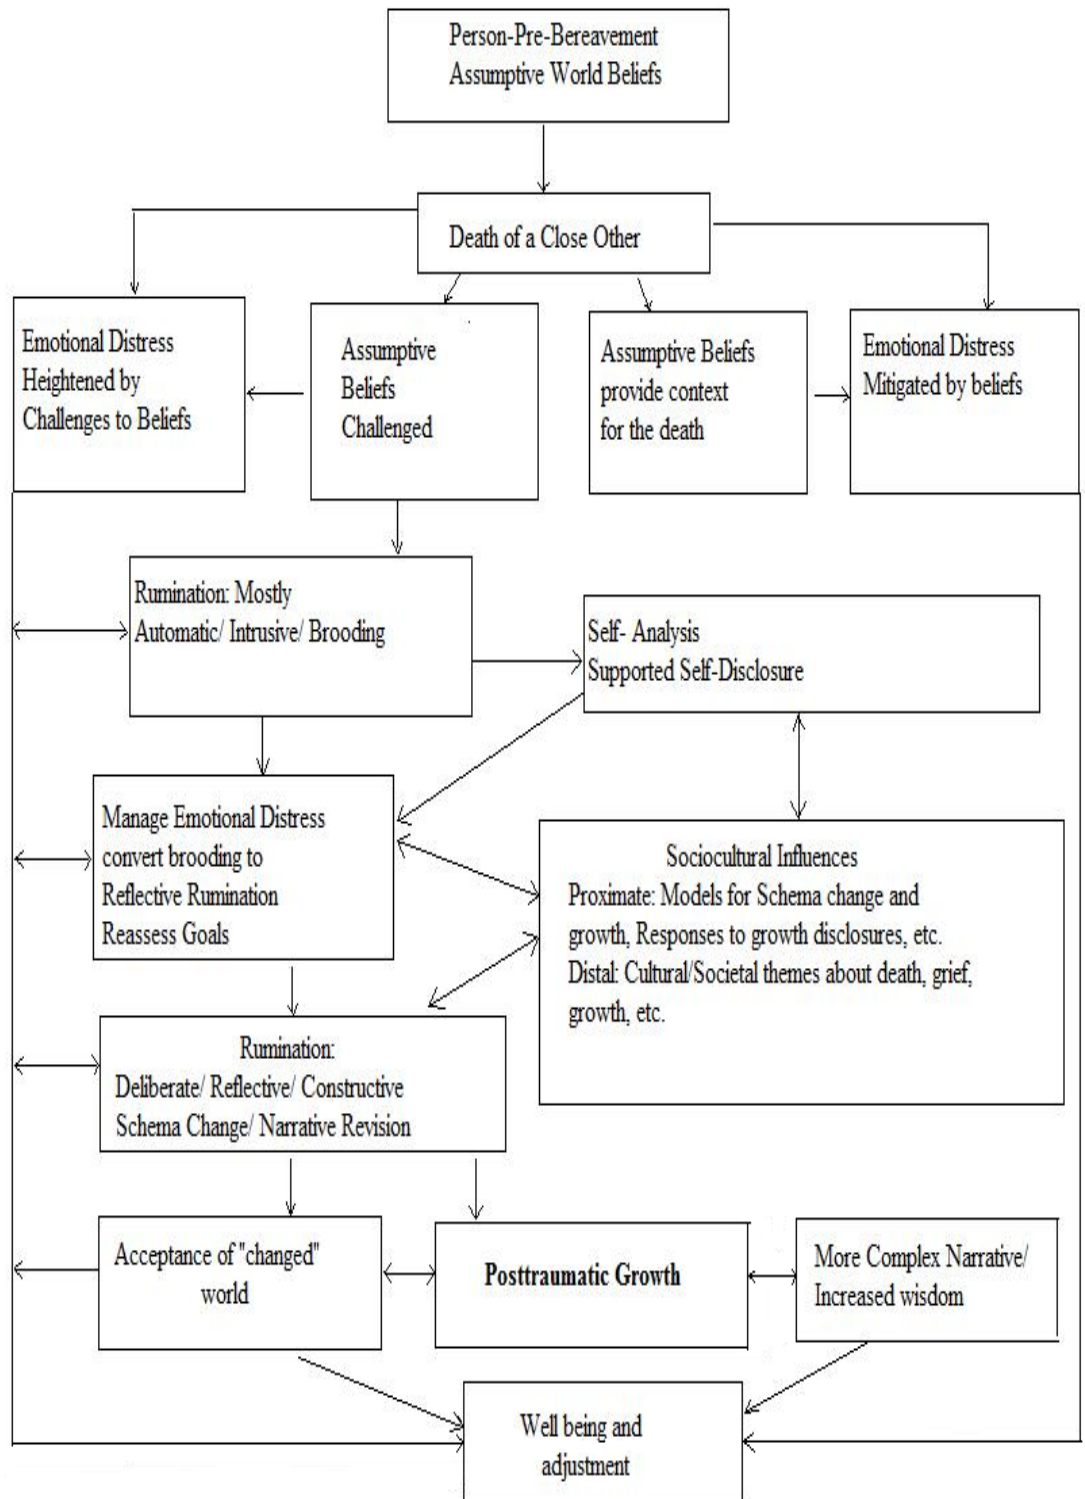 Person-Pre-Bereavement
Assumptive World Beliefs
Death of a Close Other
Emotional Distress
Heightened by
Challenges to Beliefs
Assumptive
Beliefs
Challenged
Assumptive Beliefs
provide context
for the death
Emotional Distress
Mitigated by beliefs
Rumination: Mostly
Automatic/ Intrusive/ Brooding
Self- Analysis
Supported Self-Disclosure
Manage Emotional Distress
convert brooding to
Reflective Rumination
Reassess Goals
Sociocultural Influences
Proximate: Models for Schema change and
growth, Responses to growth disclosures, etc.
Distal: Cultural/Societal themes about death, grief,
growth, etc.
Rumination:
Deliberate/ Reflective/ Constructive
Schema Change/ Narrative Revision
Acceptance of "changed"
world
Posttraumatic Growth
More Complex Narrative/
Increased wisdom
Well being and
adjustment